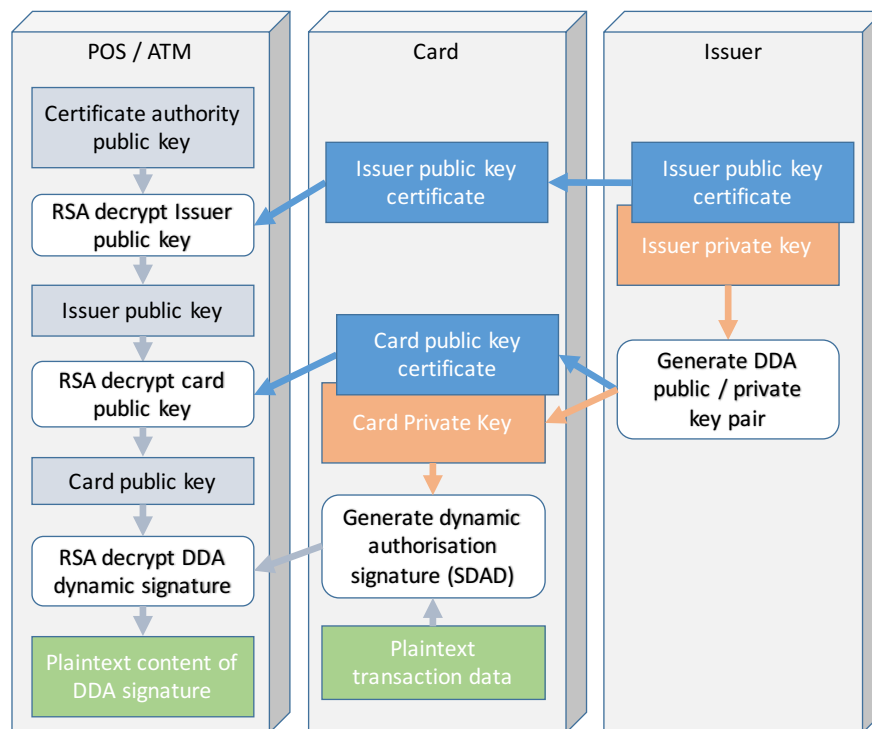 POS / ATM
Certificate authority
public key
RSA decrypt Issuer
public key
Issuer public key
RSA decrypt card
public key
Card public key
RSA decrypt DDA
dynamic signature
Plaintext content of
DDA signature
Card
Issuer public key
certificate
Card public key
certificate
Card Private Key
Generate dynamic
authorisation
signature (SDAD)
Plaintext
transaction data
Issuer
Issuer public key
certificate
Issuer private key
Generate DDA
public / private
key pair